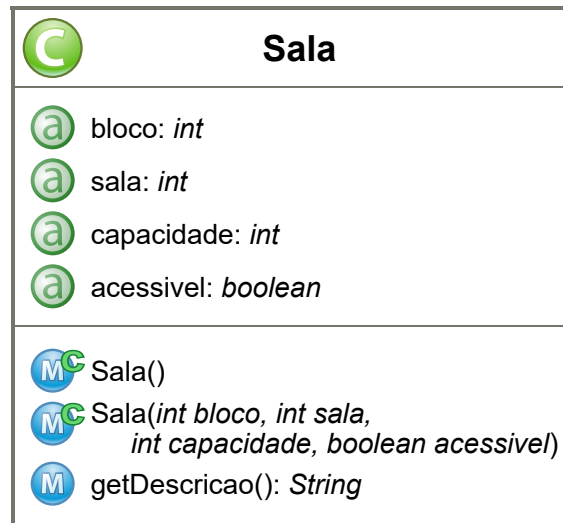 C Sala
a bloco: int
a sala: int
a capacidade: int
a acessivel: boolean
M C Sala()
M C Sala(int bloco, int sala,
int capacidade, boolean acessivel)
M getDescricao(): String